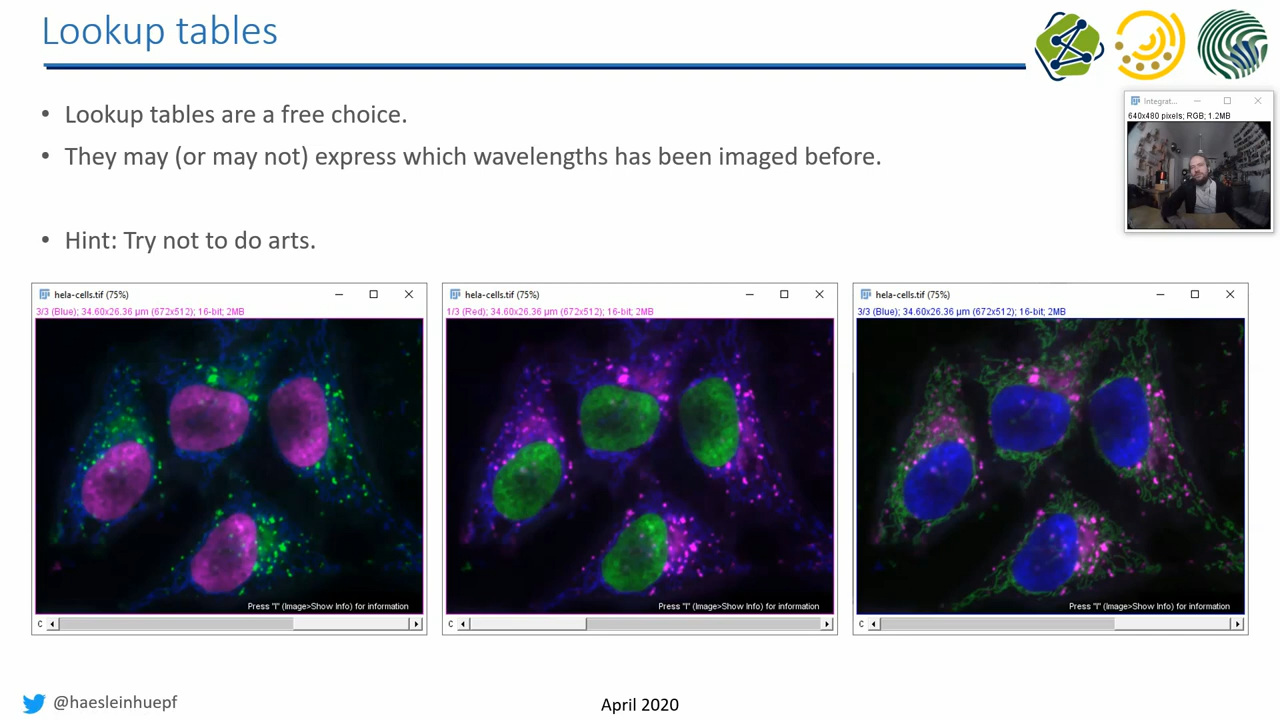 Lookup tables
• Lookup tables are a free choice.
• They may (or may not) express which wavelengths has been imaged before.
• Hint: Try not to do arts.
Integrat...
640x480 pixels; RGB; 1.2MB
hela-cells.tif (75%)
3/3 (Blue); 34.60x26.36 µm (672x512); 16-bit; 2MB
Press "I" (Image>Show Info) for information
C
hela-cells.tif (75%)
1/3 (Red); 34.60x26.36 µm (672x512); 16-bit; 2MB
Press "I" (Image>Show Info) for information
C
hela-cells.tif (75%)
3/3 (Blue); 34.60x26.36 µm (672x512); 16-bit; 2MB
Press "I" (Image>Show Info) for information
C
@haesleinhuepf
April 2020